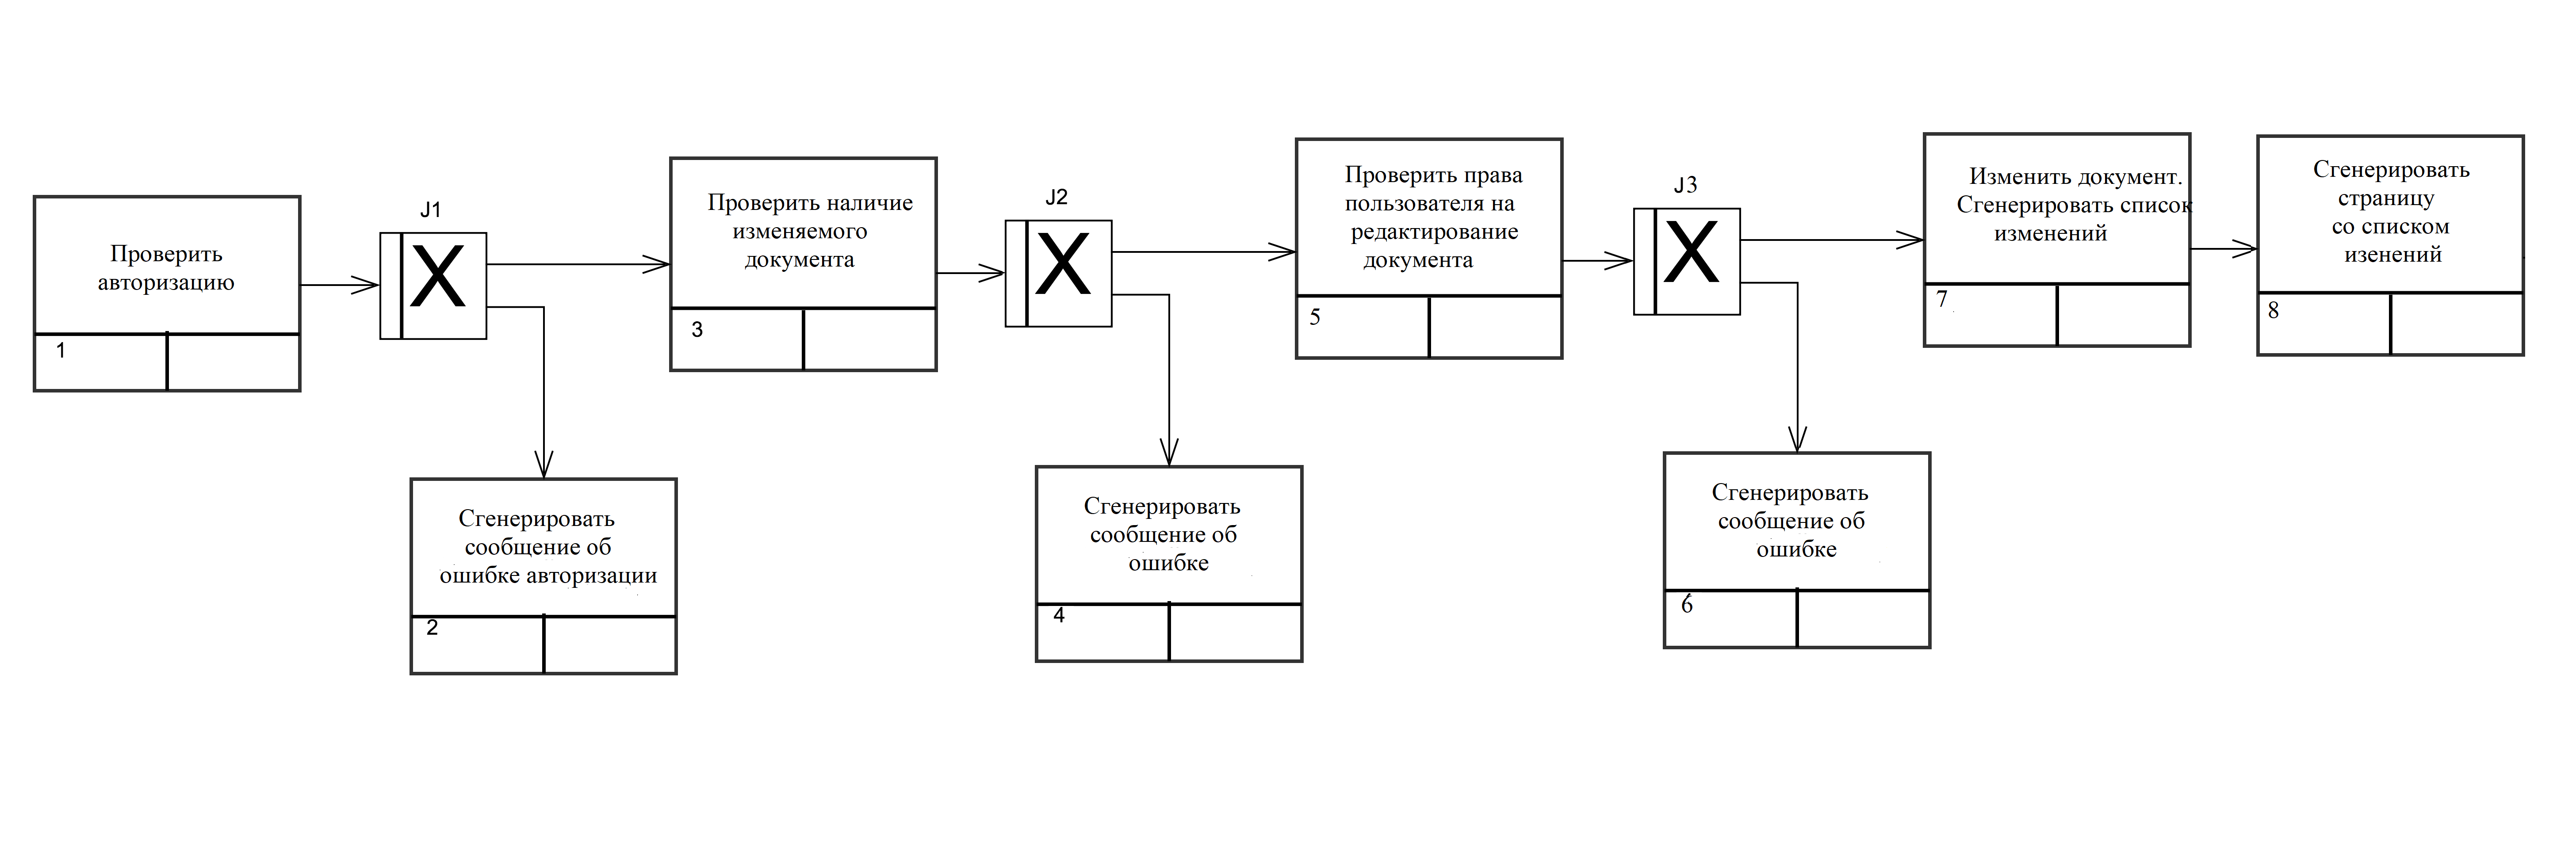 Проверить
авторизацию
1
J1
X
Сгенерировать
сообщение об
ошибке авторизации
2
Проверить наличие
изменяемого
документа
3
J2
X
Сгенерировать
сообщение об
ошибке
4
Проверить права
пользователя на
редактирование
документа
5
J3
X
Сгенерировать
сообщение об
ошибке
6
Изменить документ.
Сгенерировать список
изменений
7
Сгенерировать
страницу
со списком
изенений
8